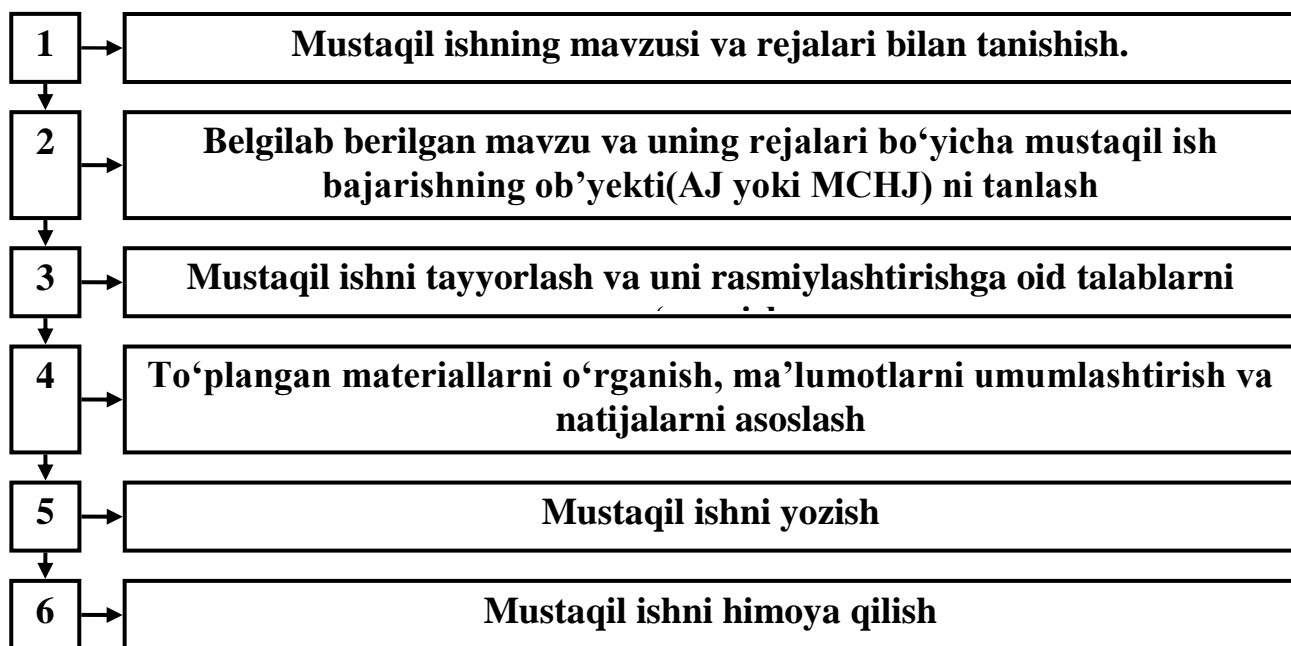 1
Mustaqil ishning mavzusi va rejalari bilan tanishish.
2
Belgilab berilgan mavzu va uning rejalari bo‘yicha mustaqil ish
bajarishning ob’yekti(AJ yoki MCHJ) ni tanlash
3
Mustaqil ishni tayyorlash va uni rasmiylashtirishga oid talablarni
4
To‘plangan materiallarni o‘rganish, ma’lumotlarni umumlashtirish va
natijalarni asoslash
5
Mustaqil ishni yozish
6
Mustaqil ishni himoya qilish